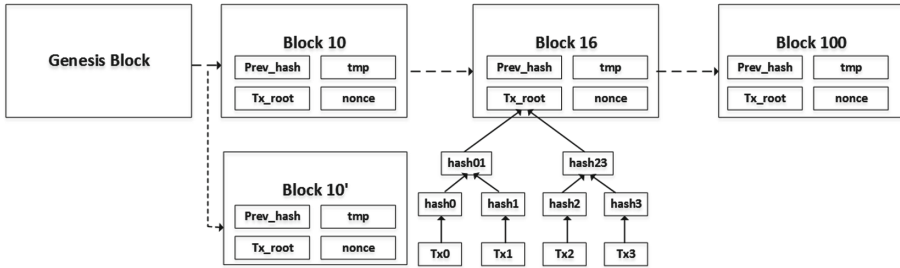 Genesis Block
Block 10
Prev_hash tmp
Tx_root nonce
Block 16
Prev_hash tmp
Tx_root nonce
Block 100
Prev_hash tmp
Tx_root nonce
Block 10'
Prev_hash tmp
Tx_root nonce
hash01 hash23
hash0 hash1 hash2 hash3
Tx0 Tx1 Tx2 Tx3